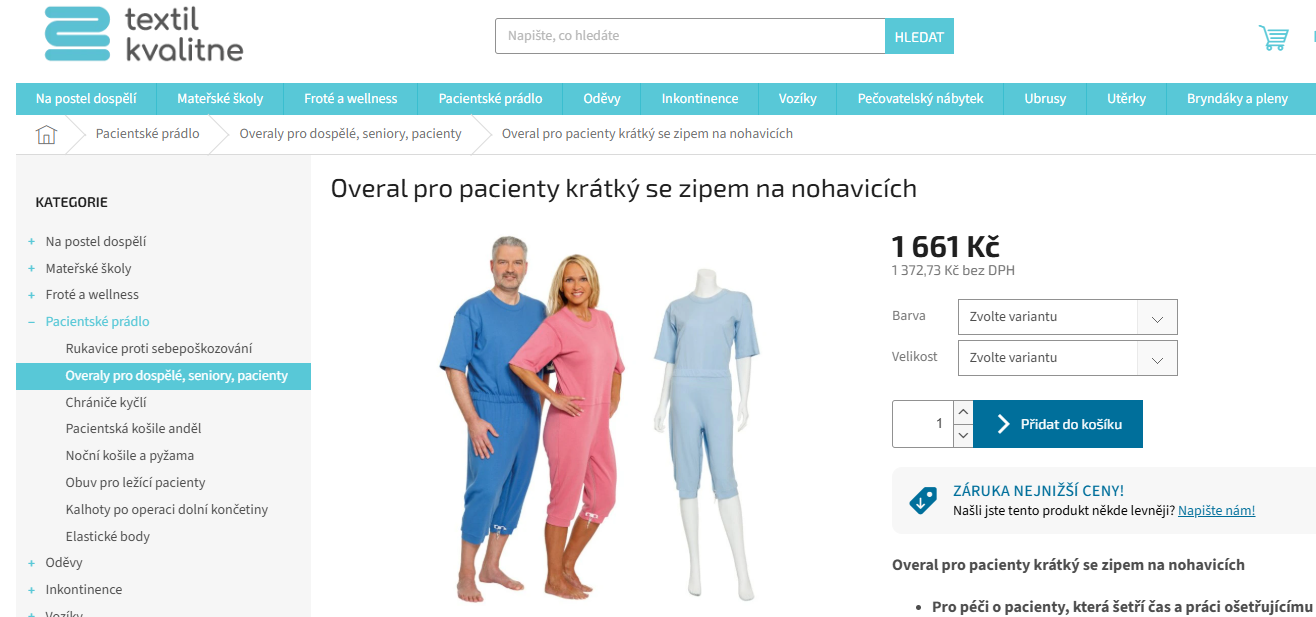 textil
kvalitne
Napište, co hledáte
HLEDAT
Na postel dospělí
Mateřské školy
Froté a wellness
Pacientské prádlo
Oděvy
Inkontinence
Vozíky
Pečovatelský nábytek
Ubrusy
Utěrky
Bryndáky a pleny
Pacientské prádlo
Overaly pro dospělé, seniory, pacienty
Overal pro pacienty krátký se zipem na nohavicích
KATEGORIE
+ Na postel dospělí
+ Mateřské školy
+ Froté a wellness
– Pacientské prádlo
Rukavice proti sebepoškozování
Overaly pro dospělé, seniory, pacienty
Chrániče kyčlí
Pacientská košile anděl
Noční košile a pyžama
Obuv pro ležící pacienty
Kalhoty po operaci dolní končetiny
Elastické body
+ Oděvy
+ Inkontinence
+ Vozíky
Overal pro pacienty krátký se zipem na nohavicích
1 661 Kč
1 372,73 Kč bez DPH
Barva
Zvolte variantu
Velikost
Zvolte variantu
1
Přidat do košíku
ZÁRUKA NEJNIŽŠÍ CENY!
Našli jste tento produkt někde levněji? Napište nám!
Overal pro pacienty krátký se zipem na nohavicích
• Pro péči o pacienty, která šetří čas a práci ošetřujícímu